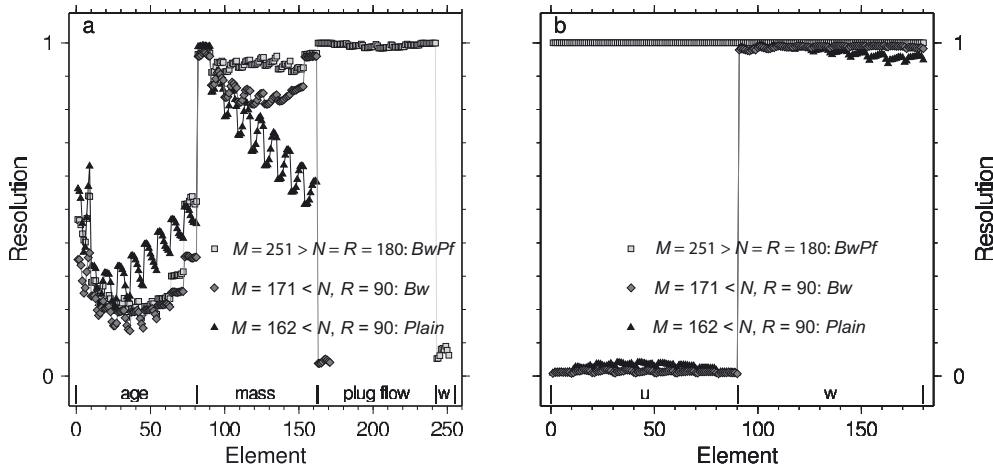 a
Resolution
1
0
M = 251 > N = R = 180: BwPf
M = 171 < N, R = 90: Bw
M = 162 < N, R = 90: Plain
age mass plug flow w
0 50 100 150 200 250
Element
b
1
0
Resolution
M = 251 > N = R = 180: BwPf
M = 171 < N, R = 90: Bw
M = 162 < N, R = 90: Plain
u w
0 50 100 150
Element